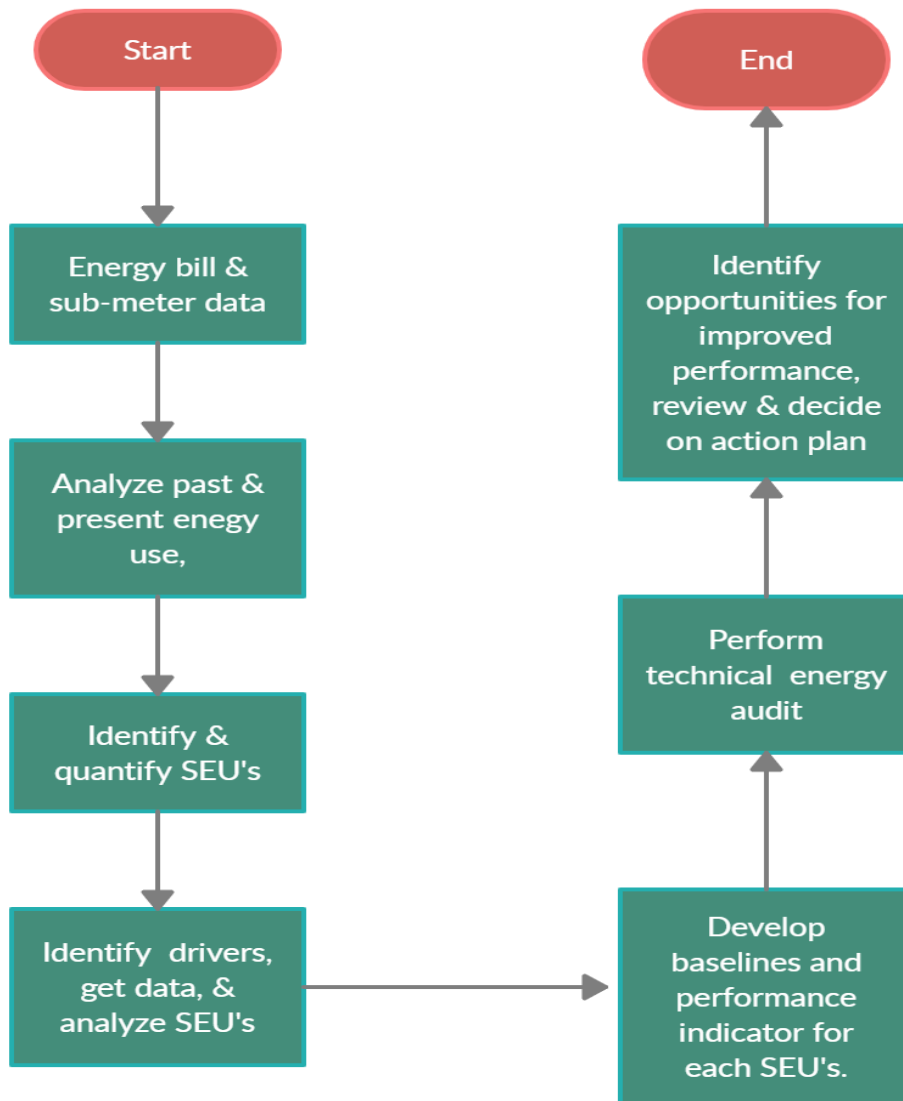 Start
Energy bill &
sub-meter data
Analyze past &
present enegy
use,
Identify &
quantify SEU's
Identify drivers,
get data, &
analyze SEU's
Develop
baselines and
performance
indicator for
each SEU's.
Perform
technical energy
audit
Identify
opportunities for
improved
performance,
review & decide
on action plan
End